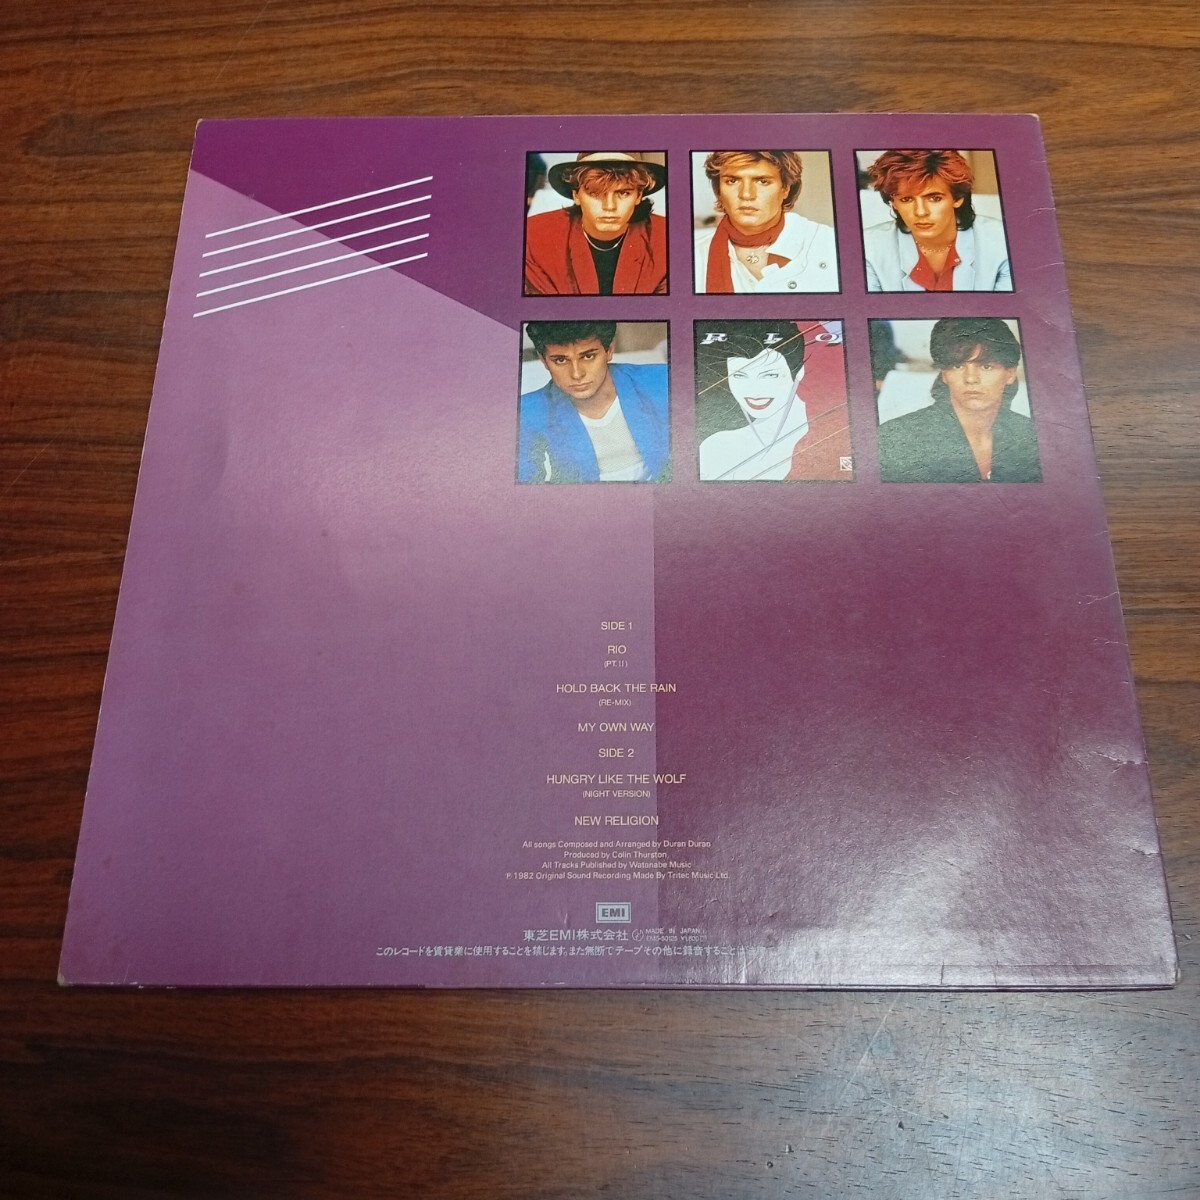 RIO
SIDE 1
RIO
(PT.II)
HOLD BACK THE RAIN
(RE-MIX)
MY OWN WAY
SIDE 2
HUNGRY LIKE THE WOLF
(NIGHT VERSION)
NEW RELIGION
All songs Composed and Arranged by Duran Duran
Produced by Colin Thurston
All Tracks Published by Watanabe Music
℗ 1982 Original Sound Recording Made By Tritec Music Ltd.
EMI
東芝EMI株式会社 MADE IN JAPAN
このレコードを賃貸業に使用することを禁じます。また無断でテープその他に録音することは